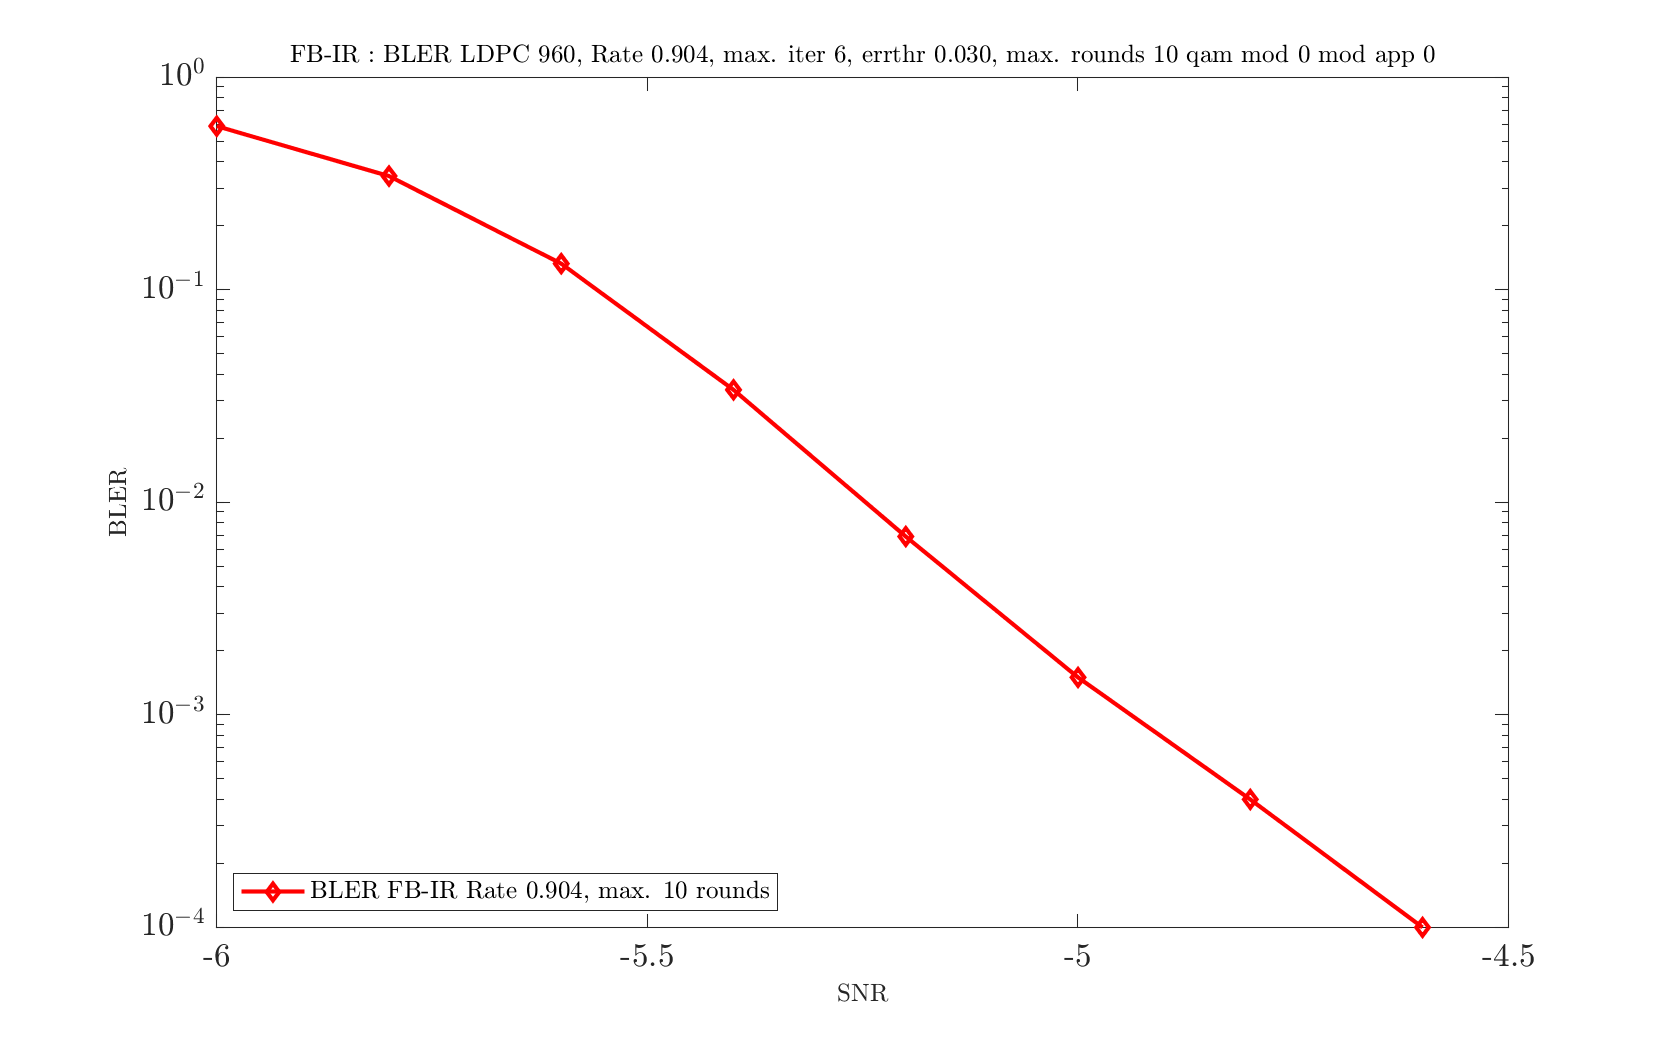 FB-IR : BLER LDPC 960, Rate 0.904, max. iter 6, errthr 0.030, max. rounds 10 qam mod 0 mod app 0
10^0
10^{-1}
10^{-2}
10^{-3}
10^{-4}
BLER
BLER FB-IR Rate 0.904, max. 10 rounds
-6 -5.5 -5 -4.5
SNR